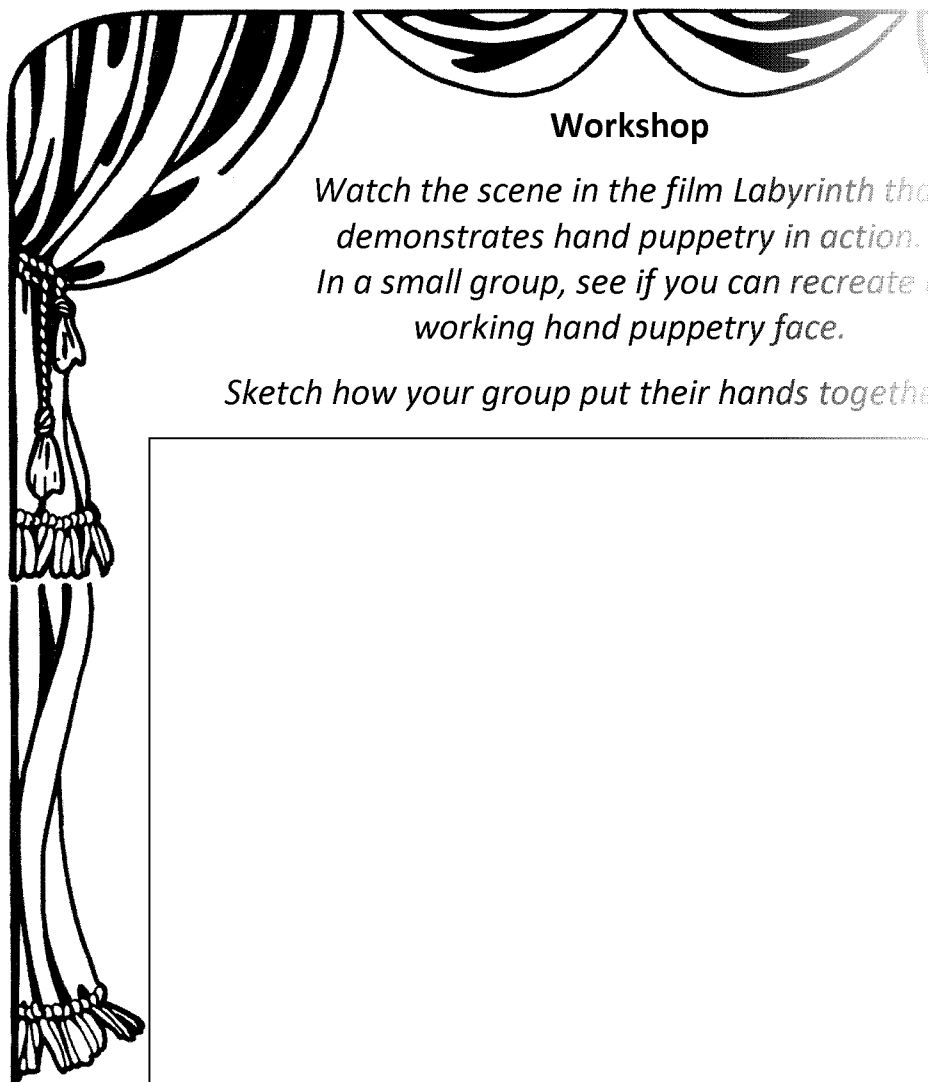 Workshop
Watch the scene in the film Labyrinth
demonstrates hand puppetry in action.
In a small group, see if you can recreate
working hand puppetry face.
Sketch how your group put their hands